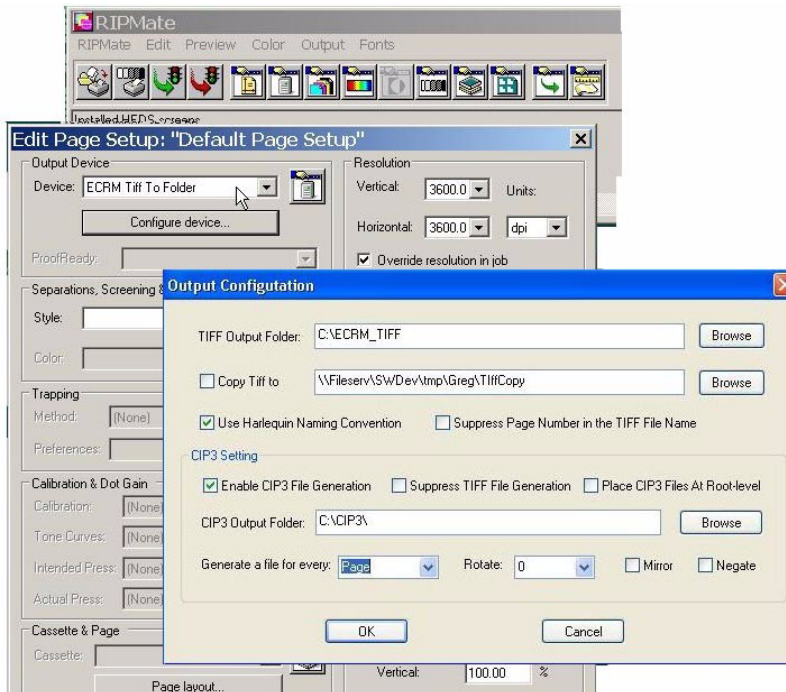 RIPMate
RIPMate Edit Preview Color Output Fonts
Installed HEDS screens
Edit Page Setup: "Default Page Setup"
Output Device
Device: ECRM Tiff To Folder
Configure device...
ProofReady:
Resolution
Vertical: 3600.0 Units:
Horizontal: 3600.0 dpi
Override resolution in job
Separations, Screening &
Style:
Color:
Trapping
Method: (None)
Preferences:
Calibration & Dot Gain
Calibration: (None)
Tone Curves: (None)
Intended Press: (None)
Actual Press: (None)
Cassette & Page
Cassette:
Page layout...
Vertical: 100.00 %
Output Configutation
TIFF Output Folder: C:\ECRM_TIFF Browse
Copy Tiff to \\Fileserv\SWDev\tmp\Greg\TIffCopy Browse
Use Harlequin Naming Convention Suppress Page Number in the TIFF File Name
CIP3 Setting
Enable CIP3 File Generation Suppress TIFF File Generation Place CIP3 Files At Root-level
CIP3 Output Folder: C:\CIP3\ Browse
Generate a file for every: Page Rotate: 0 Mirror Negate
OK Cancel